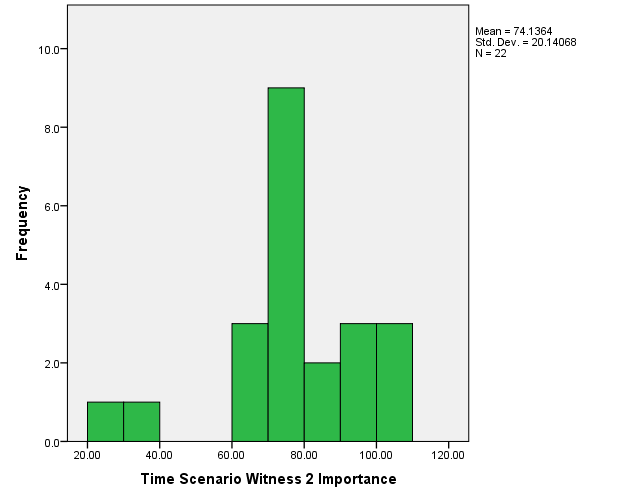 Mean = 74.1364
Std. Dev. = 20.14068
N = 22
10.0
8.0
6.0
4.0
2.0
0.0
Frequency
20.00 40.00 60.00 80.00 100.00 120.00
Time Scenario Witness 2 Importance